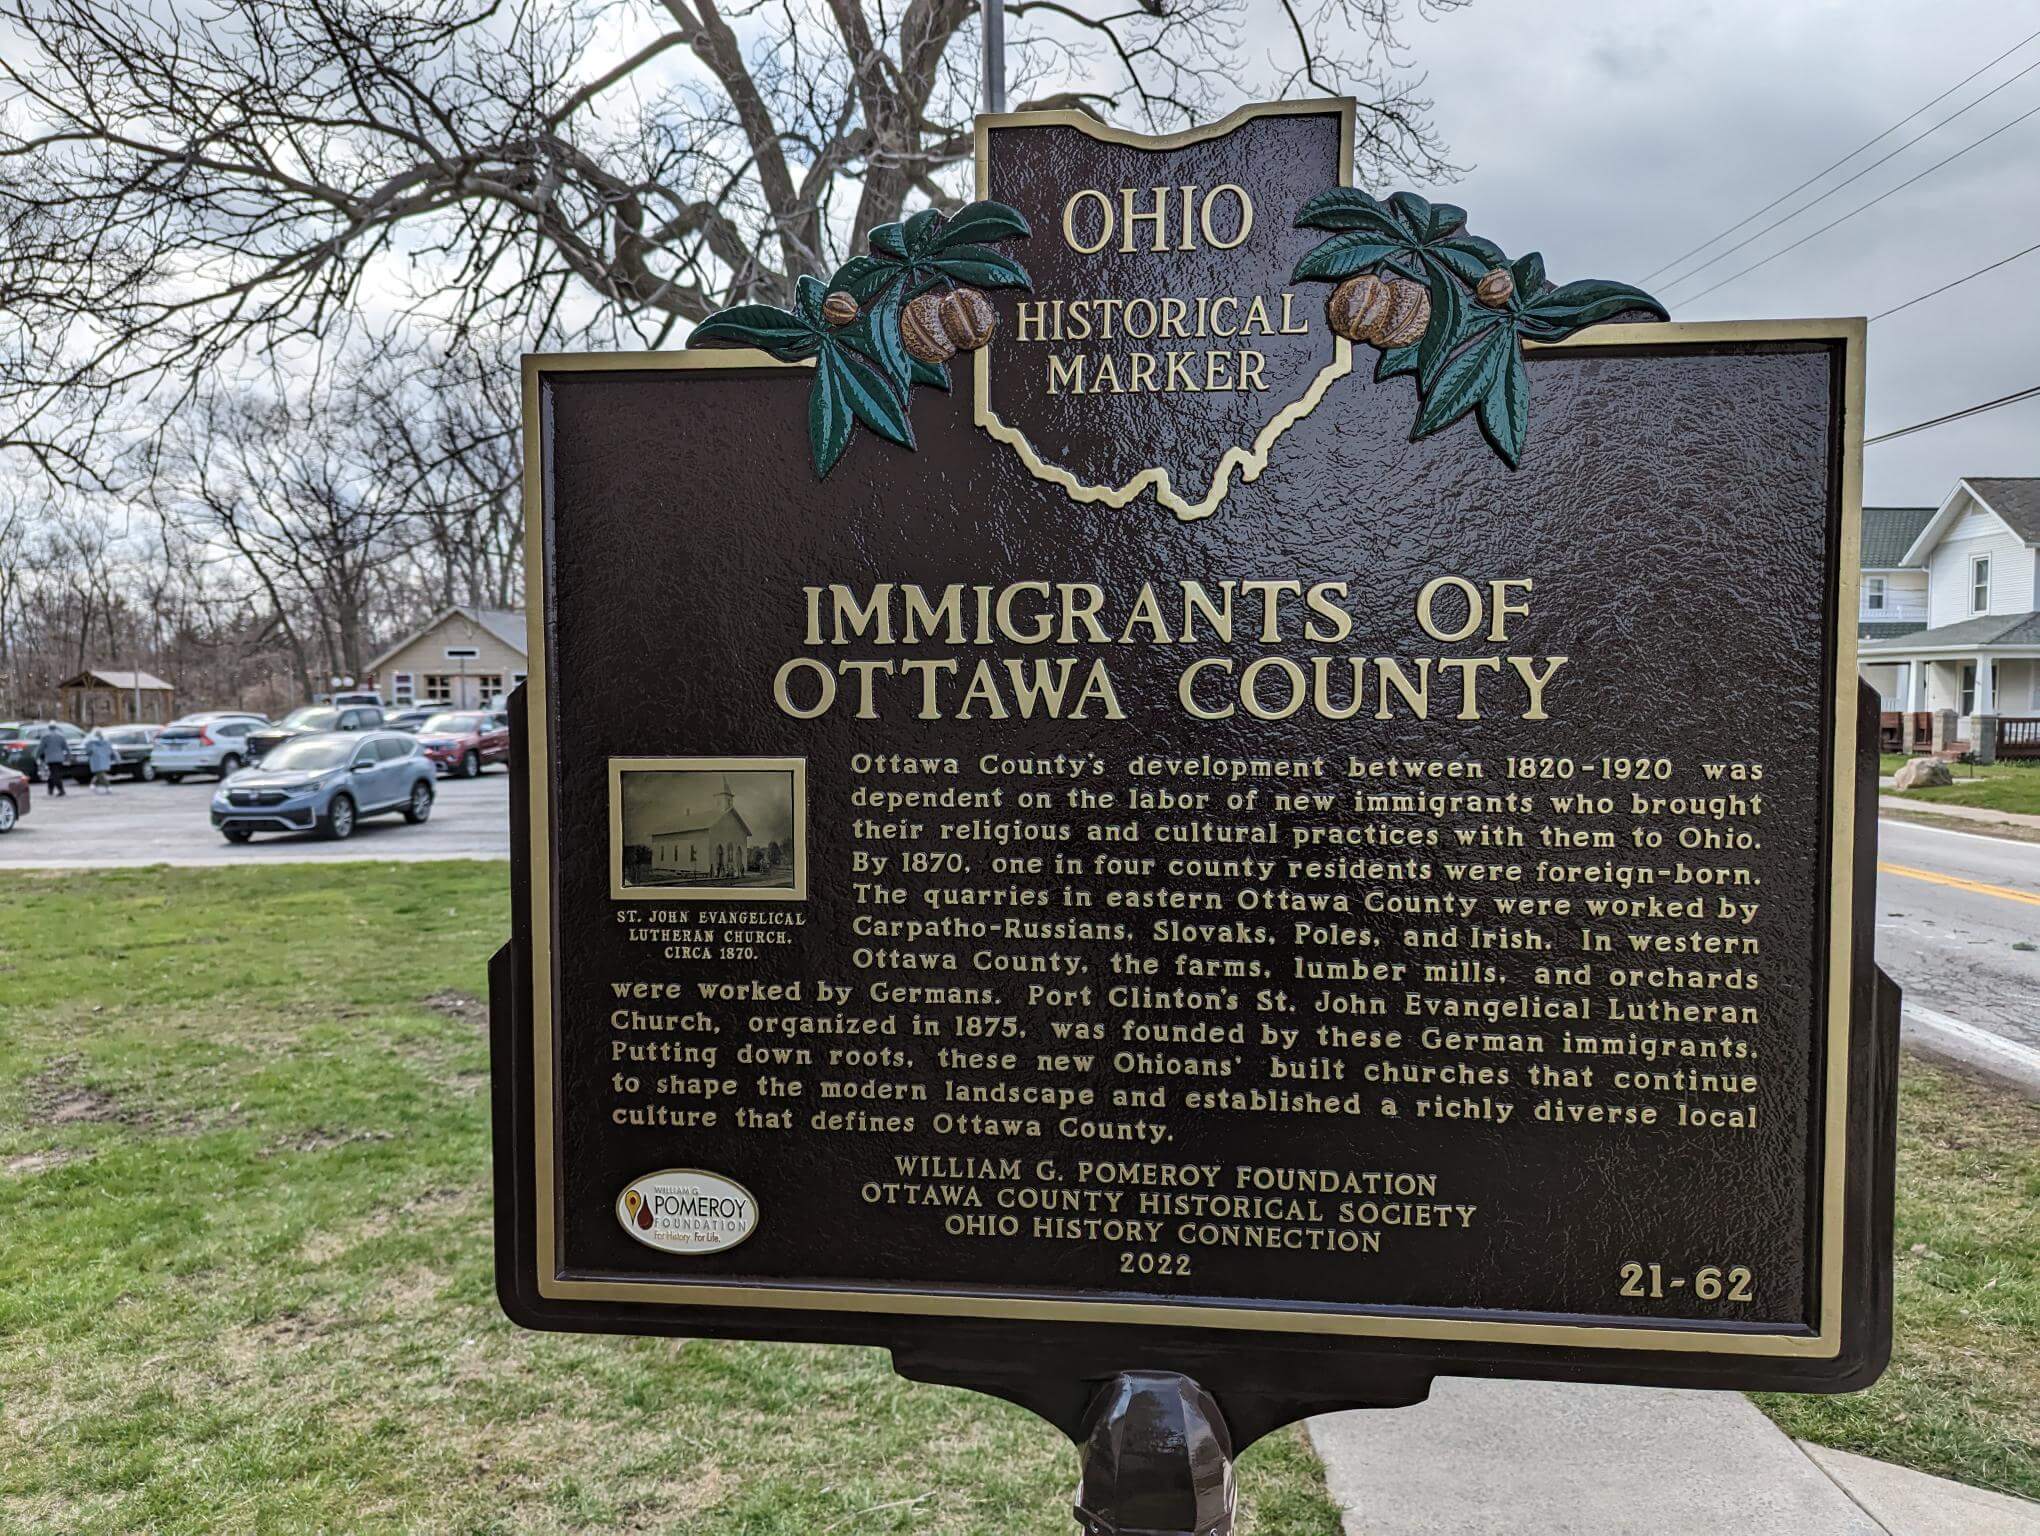 OHIO
HISTORICAL
MARKER
IMMIGRANTS OF
OTTAWA COUNTY
Ottawa County's development between 1820-1920 was
dependent on the labor of new immigrants who brought
their religious and cultural practices with them to Ohio.
By 1870, one in four county residents were foreign-born.
The quarries in eastern Ottawa County were worked by
Carpatho-Russians, Slovaks, Poles, and Irish. In western
Ottawa County, the farms, lumber mills, and orchards
were worked by Germans. Port Clinton's St. John Evangelical Lutheran
Church, organized in 1875, was founded by these German immigrants.
Putting down roots, these new Ohioans' built churches that continue
to shape the modern landscape and established a richly diverse local
culture that defines Ottawa County.
ST. JOHN EVANGELICAL
LUTHERAN CHURCH.
CIRCA 1870.
WILLIAM G. POMEROY FOUNDATION
OTTAWA COUNTY HISTORICAL SOCIETY
OHIO HISTORY CONNECTION
2022
WILLIAM G.
POMEROY
FOUNDATION
For History. For Life.
21-62